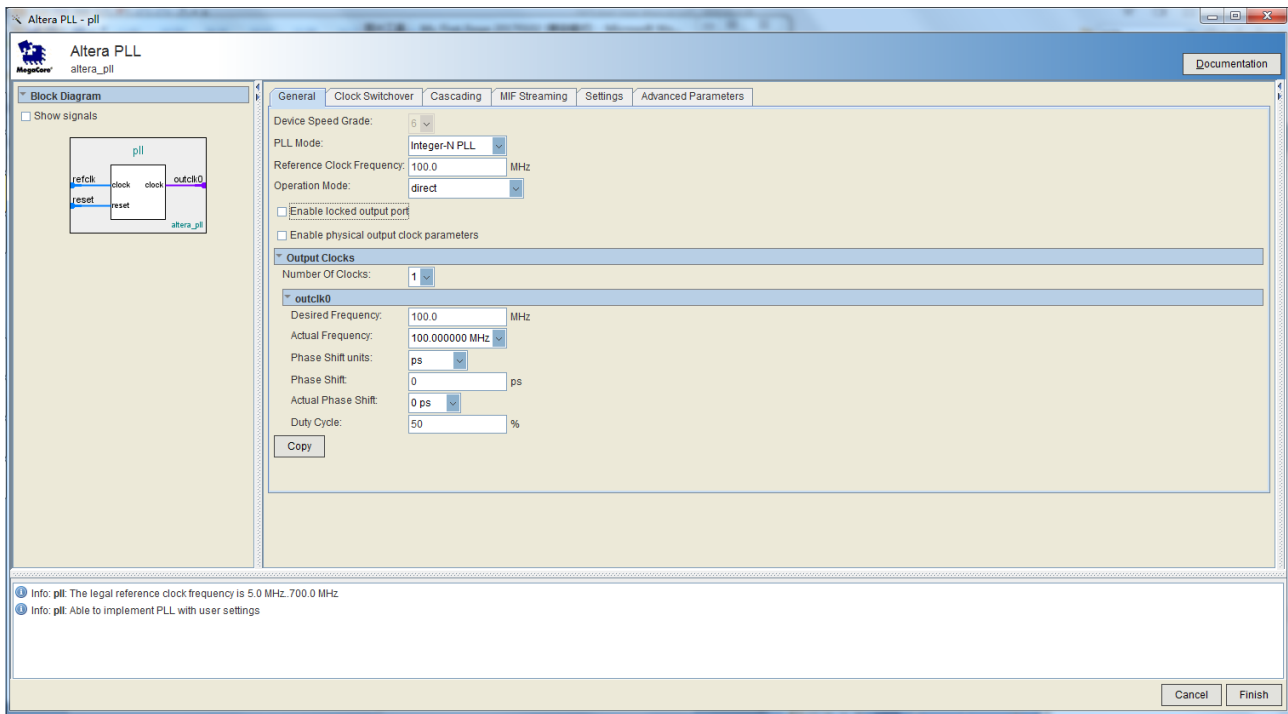 Altera PLL - pll
MegaCore'
Altera PLL
altera_pll
Documentation
Block Diagram
Show signals
pll
refclk
clock
clock
outclk0
reset
reset
altera_pll
General Clock Switchover Cascading MIF Streaming Settings Advanced Parameters
Device Speed Grade: 6
PLL Mode: Integer-N PLL
Reference Clock Frequency: 100.0 MHz
Operation Mode: direct
Enable locked output port
Enable physical output clock parameters
Output Clocks
Number Of Clocks: 1
outclk0
Desired Frequency: 100.0 MHz
Actual Frequency: 100.000000 MHz
Phase Shift units: ps
Phase Shift: 0 ps
Actual Phase Shift: 0 ps
Duty Cycle: 50 %
Copy
Info: pll: The legal reference clock frequency is 5.0 MHz..700.0 MHz
Info: pll: Able to implement PLL with user settings
Cancel Finish